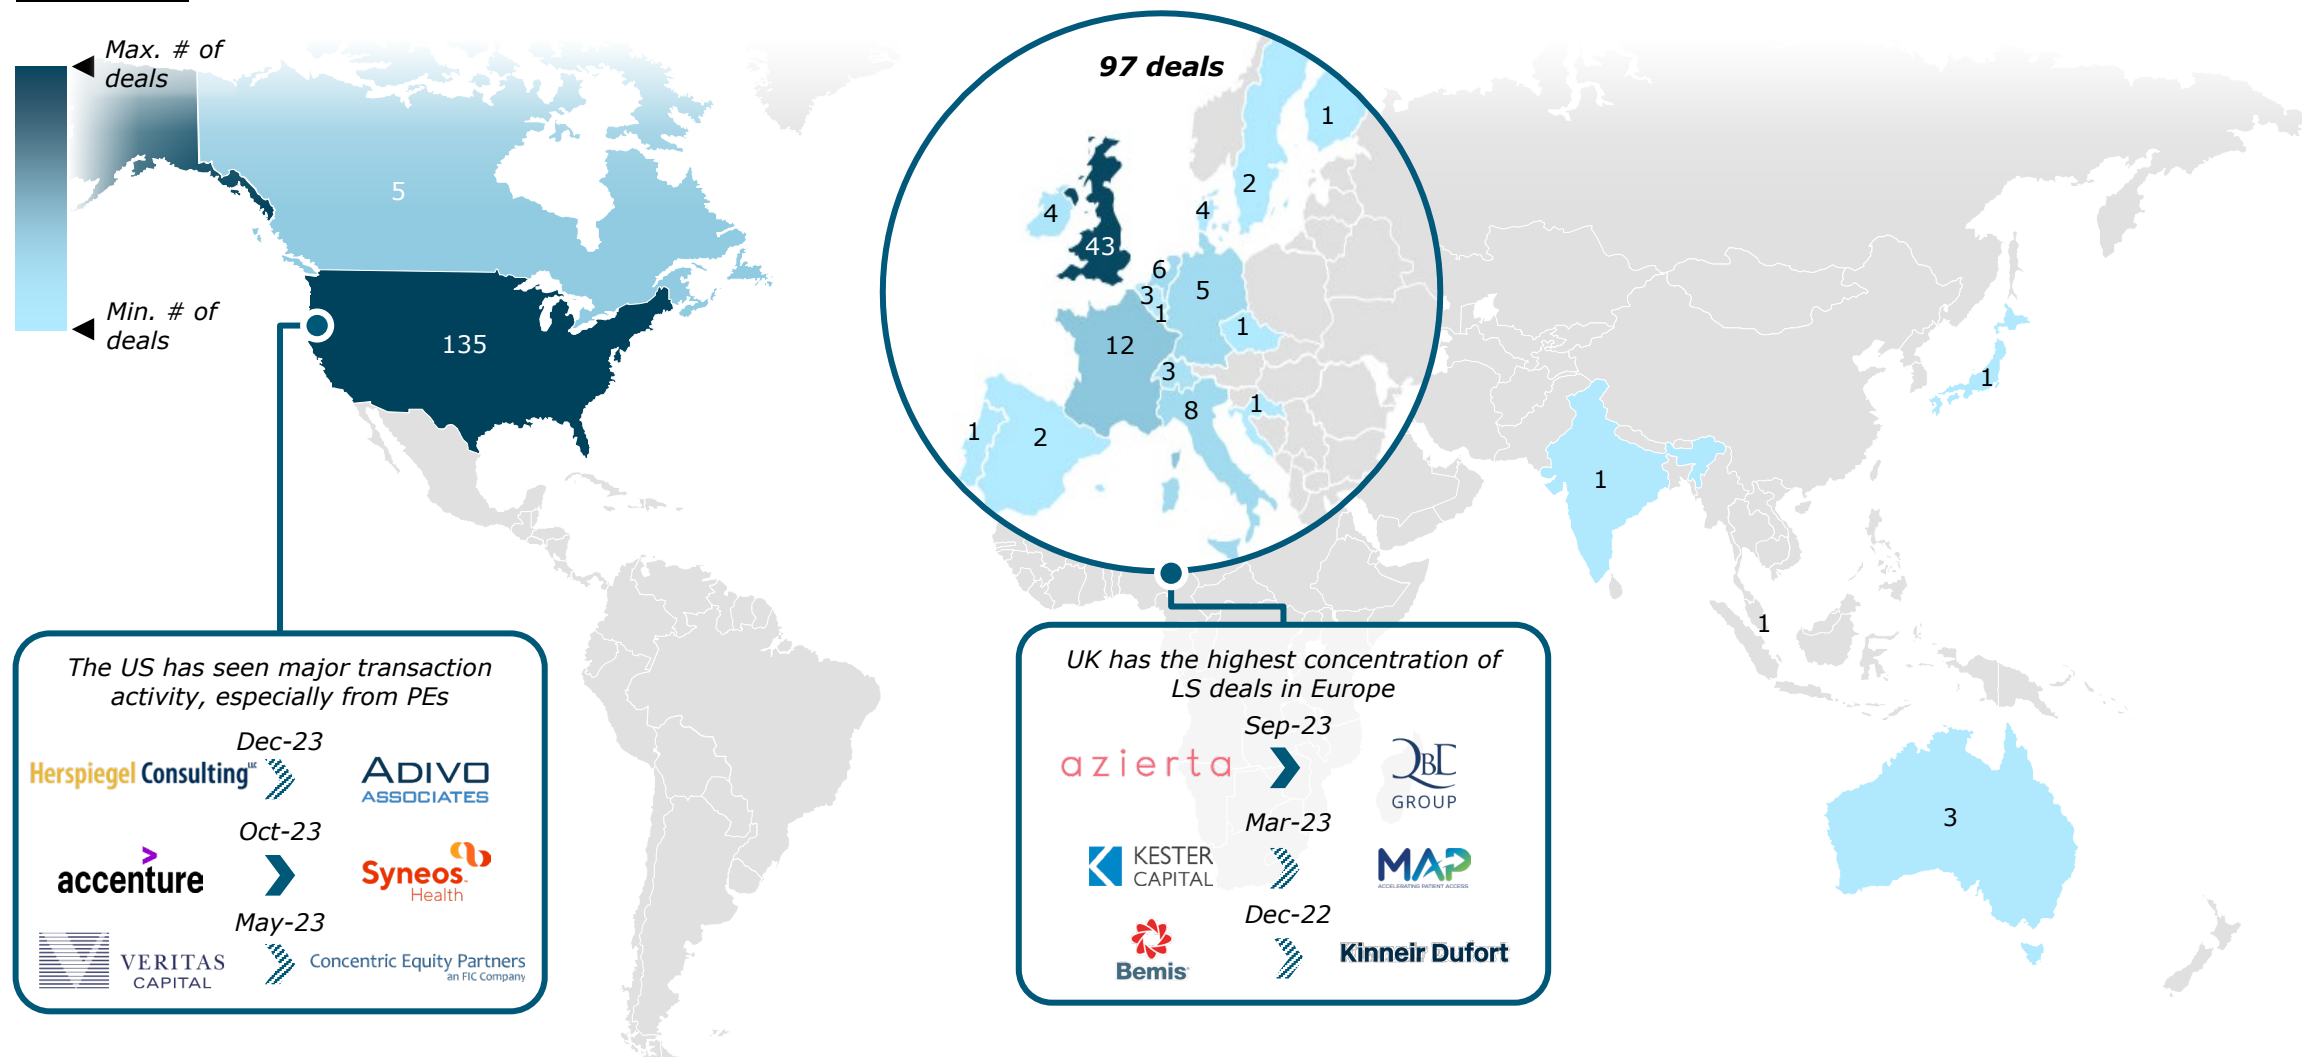 Max. # of
deals
Min. # of
deals
5
135
97 deals
1
2
4
4
43
6
3
1
5
1
12
3
8
1
1
2
1
1
1
3
The US has seen major transaction
activity, especially from PEs
Dec-23
Herspiegel Consulting LLC
ADIVO
ASSOCIATES
Oct-23
accenture
Syneos
Health
May-23
VERITAS
CAPITAL
Concentric Equity Partners
an FIC Company
UK has the highest concentration of
LS deals in Europe
Sep-23
azierta
QBD
GROUP
Mar-23
KESTER
CAPITAL
MAP
ACCELERATING PATIENT ACCESS
Dec-22
Bemis
Kinneir Dufort